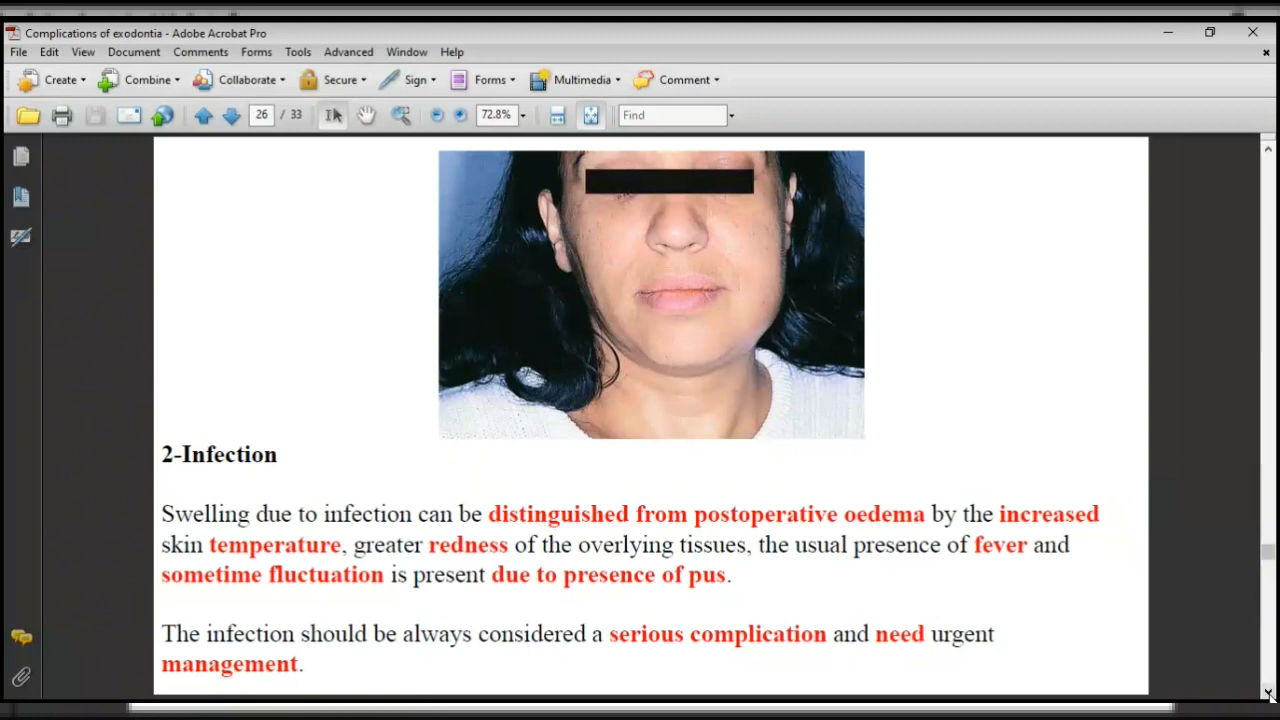 Complications of exodontia - Adobe Acrobat Pro
File Edit View Document Comments Forms Tools Advanced Window Help
Create Combine Collaborate Secure Sign Forms Multimedia Comment
26 / 33 72.8% Find
2-Infection
Swelling due to infection can be distinguished from postoperative oedema by the increased
skin temperature, greater redness of the overlying tissues, the usual presence of fever and
sometime fluctuation is present due to presence of pus.
The infection should be always considered a serious complication and need urgent
management.